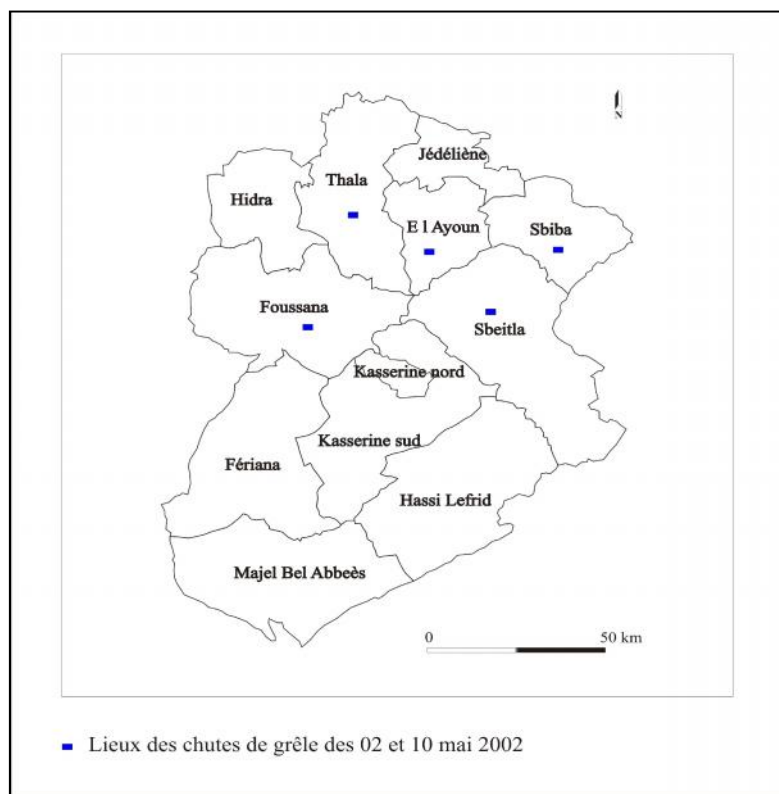 N
Jédéliène
Thala
Hidra
E l Ayoun
Sbiba
Foussana
Sbeitla
Kasserine nord
Kasserine sud
Fériana
Hassi Lefrid
Majel Bel Abbeès
0 50 km
Lieux des chutes de grêle des 02 et 10 mai 2002